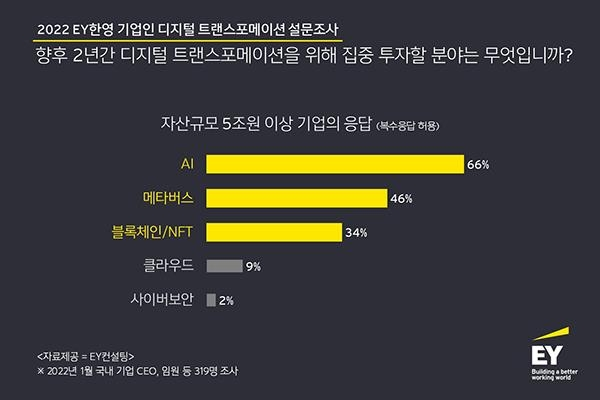 2022 EY한영 기업인 디지털 트랜스포메이션 설문조사
향후 2년간 디지털 트랜스포메이션을 위해 집중 투자할 분야는 무엇입니까?
자산규모 5조원 이상 기업의 응답 (복수응답 허용)
AI 66%
메타버스 46%
블록체인/NFT 34%
클라우드 9%
사이버보안 2%
<자료제공 = EY컨설팅>
※ 2022년 1월 국내 기업 CEO, 임원 등 319명 조사
EY
Building a better
working world